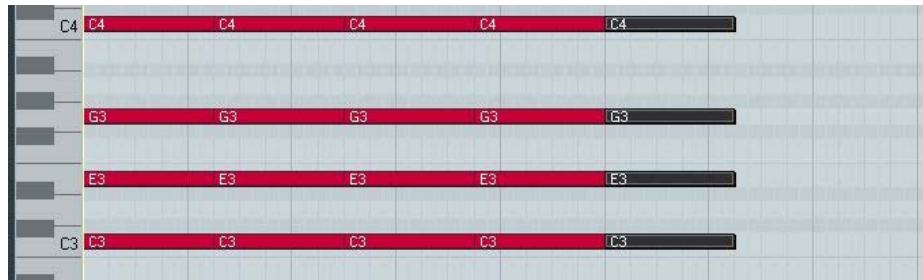 C4 C4 C4 C4 C4 C4
G3 G3 G3 G3 G3
E3 E3 E3 E3 E3
C3 C3 C3 C3 C3 C3